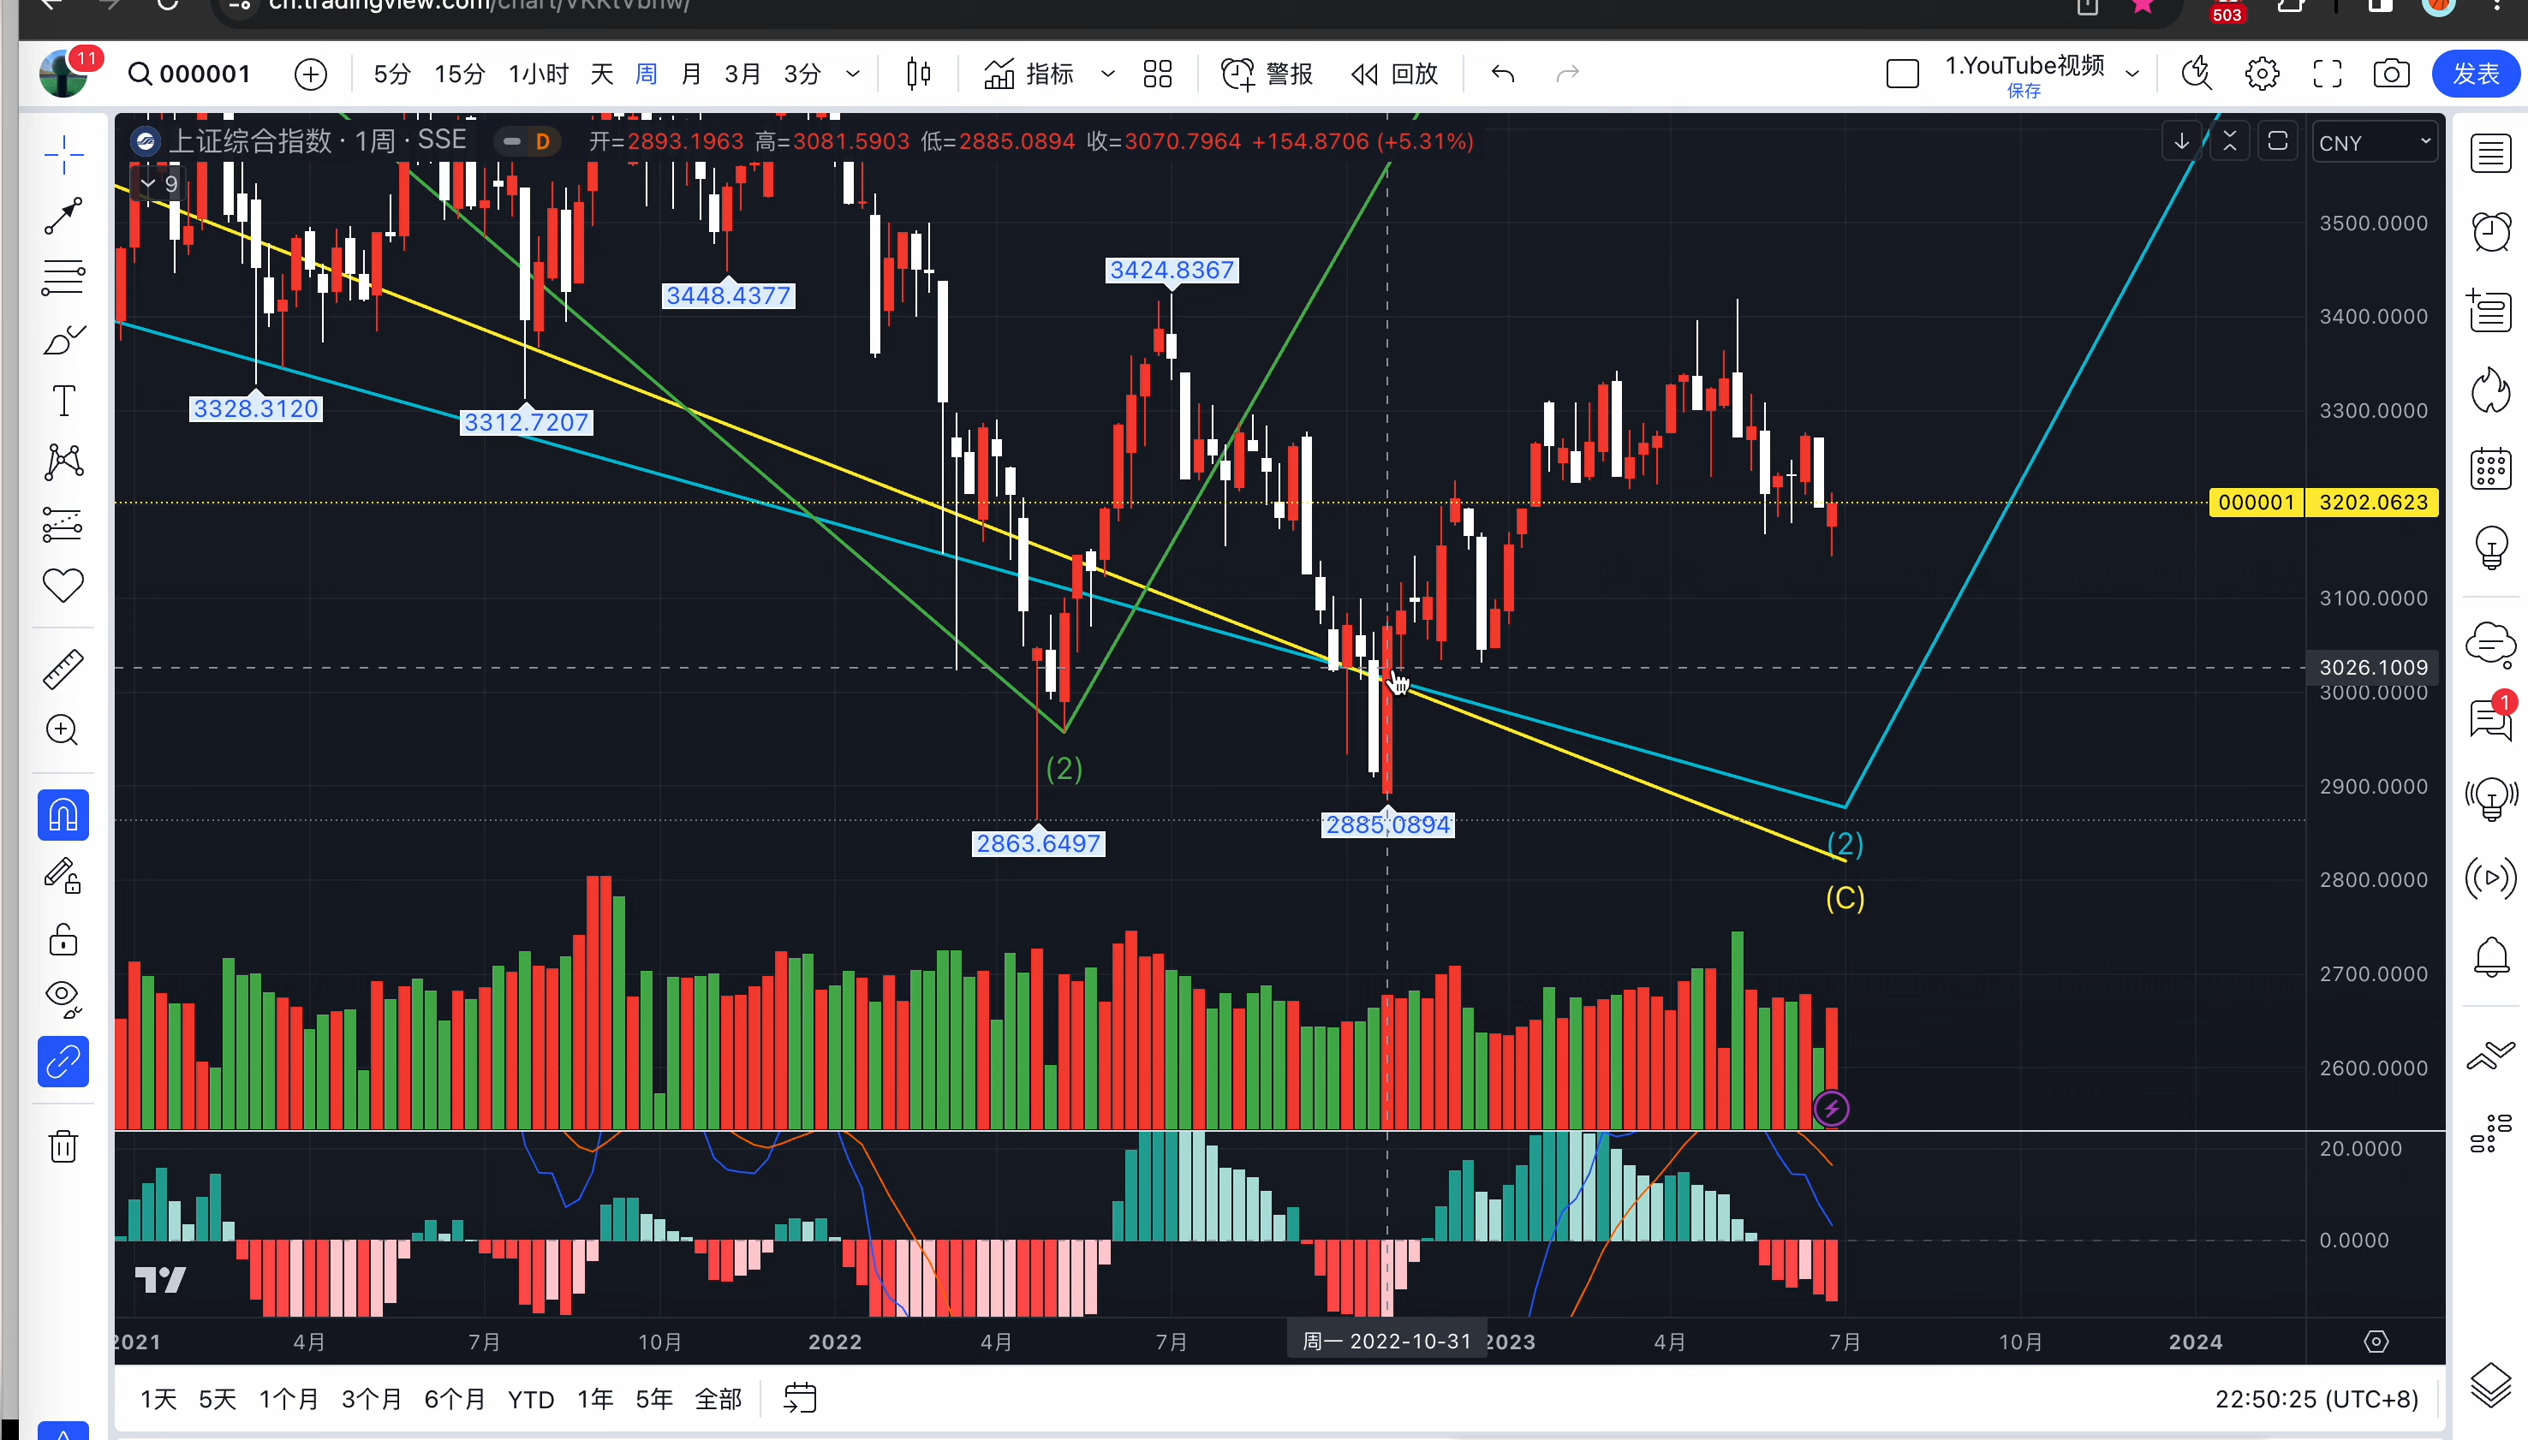 cn.tradingview.com/chart/VKKtVbhw/
503
11
000001
5分 15分 1小时 天 周 月 3月 3分
指标
警报
回放
1.YouTube视频
保存
发表
上证综合指数 · 1周 · SSE
D
开=2893.1963 高=3081.5903 低=2885.0894 收=3070.7964 +154.8706 (+5.31%)
9
CNY
3500.0000
3424.8367
3448.4377
3400.0000
3328.3120
3312.7207
3300.0000
000001 3202.0623
3100.0000
3026.1009
3000.0000
1
(2)
2900.0000
2885.0894
2863.6497
(2)
(C)
2800.0000
2700.0000
2600.0000
20.0000
0.0000
2021 4月 7月 10月 2022 4月 7月 周一 2022-10-31 2023 4月 7月 10月 2024
1天 5天 1个月 3个月 6个月 YTD 1年 5年 全部
22:50:25 (UTC+8)